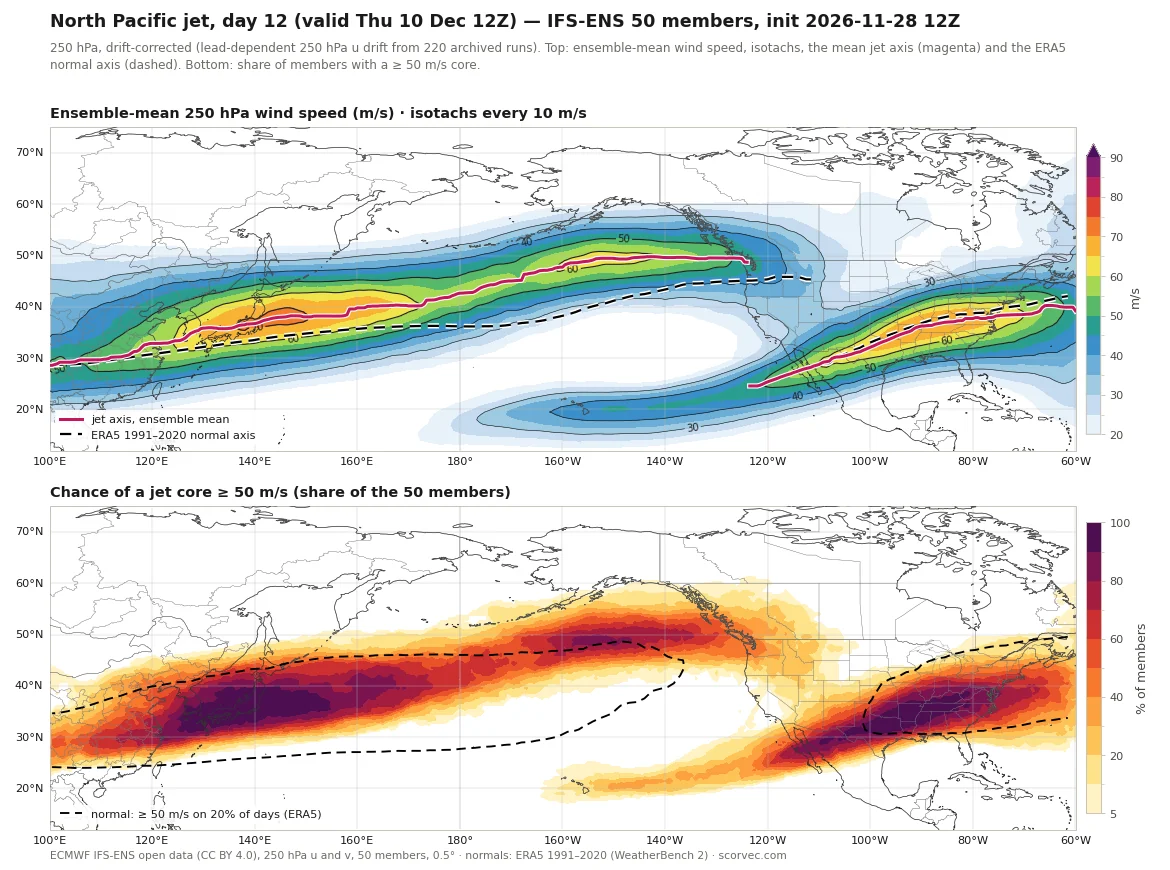 North Pacific jet, day 12 (valid Thu 10 Dec 12Z) — IFS-ENS 50 members, init 2026-11-28 12Z
250 hPa, drift-corrected (lead-dependent 250 hPa u drift from 220 archived runs). Top: ensemble-mean wind speed, isotachs, the mean jet axis (magenta) and the ERA5
normal axis (dashed). Bottom: share of members with a ≥ 50 m/s core.
Ensemble-mean 250 hPa wind speed (m/s) · isotachs every 10 m/s
70°N
60°N
50°N
40°N
30°N
20°N
40
50
60
60
50
30
60
50
40
30
jet axis, ensemble mean
ERA5 1991–2020 normal axis
100°E 120°E 140°E 160°E 180° 160°W 140°W 120°W 100°W 80°W 60°W
90
80
70
60
50
40
30
20
m/s
Chance of a jet core ≥ 50 m/s (share of the 50 members)
70°N
60°N
50°N
40°N
30°N
20°N
normal: ≥ 50 m/s on 20% of days (ERA5)
100°E 120°E 140°E 160°E 180° 160°W 140°W 120°W 100°W 80°W 60°W
100
80
60
40
20
5
% of members
ECMWF IFS-ENS open data (CC BY 4.0), 250 hPa u and v, 50 members, 0.5° · normals: ERA5 1991–2020 (WeatherBench 2) · scorvec.com